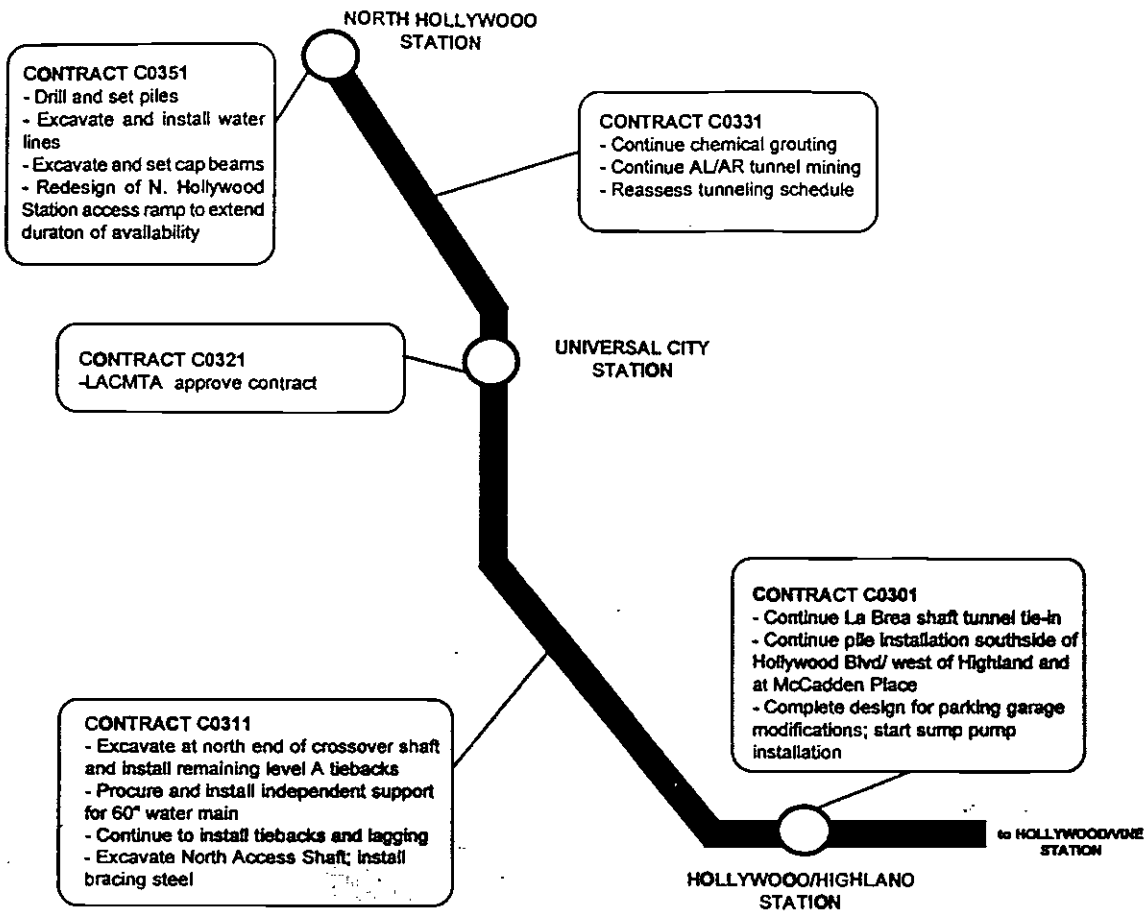 NORTH HOLLYWOOO
STATION
CONTRACT C0351
- Drill and set piles
- Excavate and install water
lines
- Excavate and set cap beams
- Redesign of N. Hollywood
Station access ramp to extend
duraton of availability
CONTRACT C0331
- Continue chemical grouting
- Continue AL/AR tunnel mining
- Reassess tunneling schedule
CONTRACT C0321
-LACMTA approve contract
UNIVERSAL CITY
STATION
CONTRACT C0301
- Continue La Brea shaft tunnel tie-in
- Continue pile installation southside of
Hollywood Blvd/ west of Highland and
at McCadden Place
- Complete design for parking garage
modifications; start sump pump
installation
CONTRACT C0311
- Excavate at north end of crossover shaft
and install remaining level A tiebacks
- Procure and install independent support
for 60" water main
- Continue to install tiebacks and lagging
- Excavate North Access Shaft; install
bracing steel
to HOLLYWOOD/VINE
STATION
HOLLYWOOD/HIGHLAND
STATION